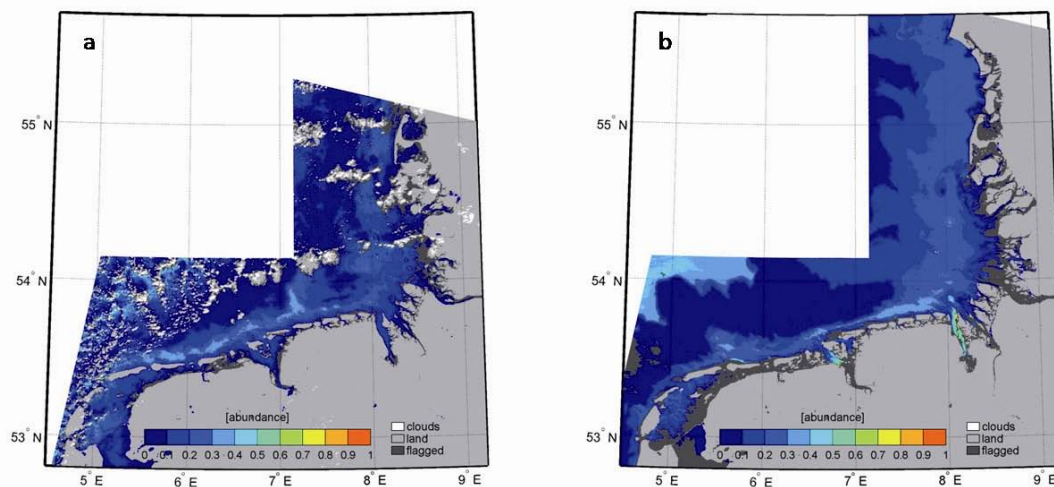 a
55° N
54° N
53° N
[abundance]
0 0.1 0.2 0.3 0.4 0.5 0.6 0.7 0.8 0.9 1
clouds
land
flagged
5° E 6° E 7° E 8° E 9° E
b
55° N
54° N
53° N
[abundance]
0 0.1 0.2 0.3 0.4 0.5 0.6 0.7 0.8 0.9 1
clouds
land
flagged
5° E 6° E 7° E 8° E 9° E